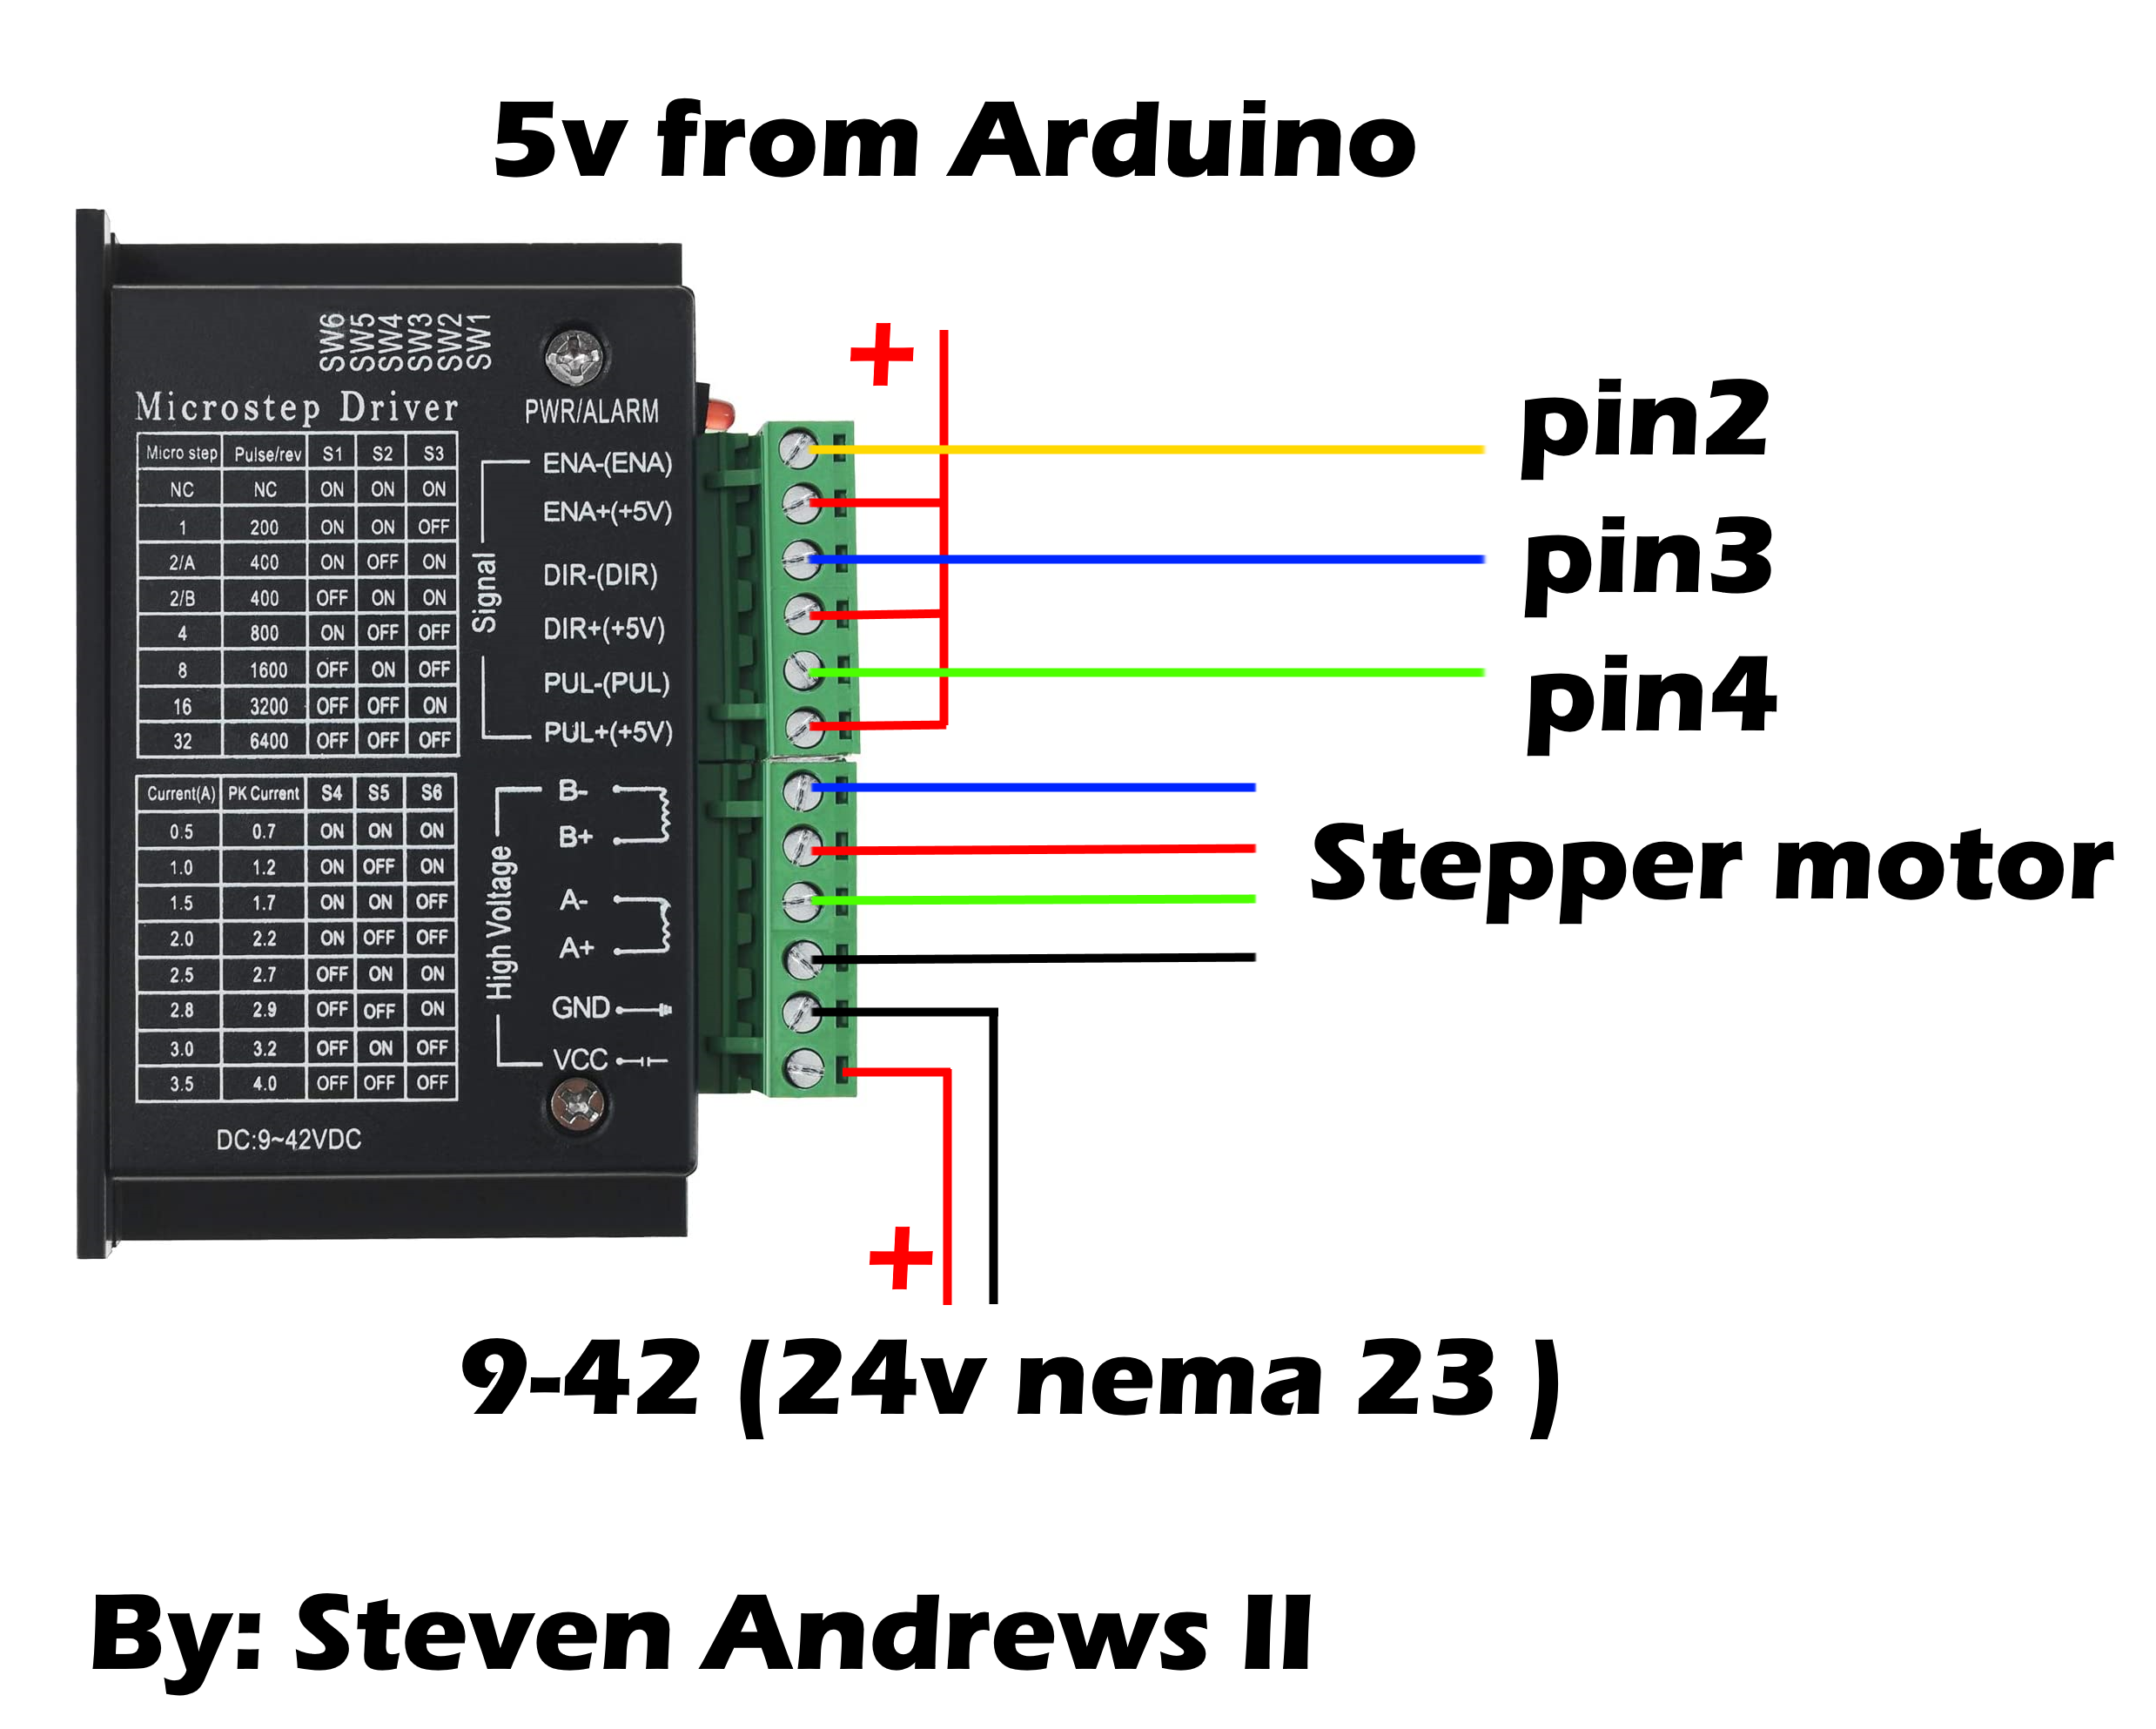 5v from Arduino
SW6
SW5
SW4
SW3
SW2
SW1
Microstep Driver
PWR/ALARM
Micro step Pulse/rev S1 S2 S3
NC NC ON ON ON
1 200 ON ON OFF
2/A 400 ON OFF ON
2/B 400 OFF ON ON
4 800 ON OFF OFF
8 1600 OFF ON OFF
16 3200 OFF OFF ON
32 6400 OFF OFF OFF
Signal
ENA-(ENA)
ENA+(+5V)
DIR-(DIR)
DIR+(+5V)
PUL-(PUL)
PUL+(+5V)
+
pin2
pin3
pin4
Current(A) PK Current S4 S5 S6
0.5 0.7 ON ON ON
1.0 1.2 ON OFF ON
1.5 1.7 ON ON OFF
2.0 2.2 ON OFF OFF
2.5 2.7 OFF ON ON
2.8 2.9 OFF OFF ON
3.0 3.2 OFF ON OFF
3.5 4.0 OFF OFF OFF
High Voltage
B-
B+
A-
A+
GND
VCC
Stepper motor
DC:9~42VDC
+
9-42 (24v nema 23 )
By: Steven Andrews II